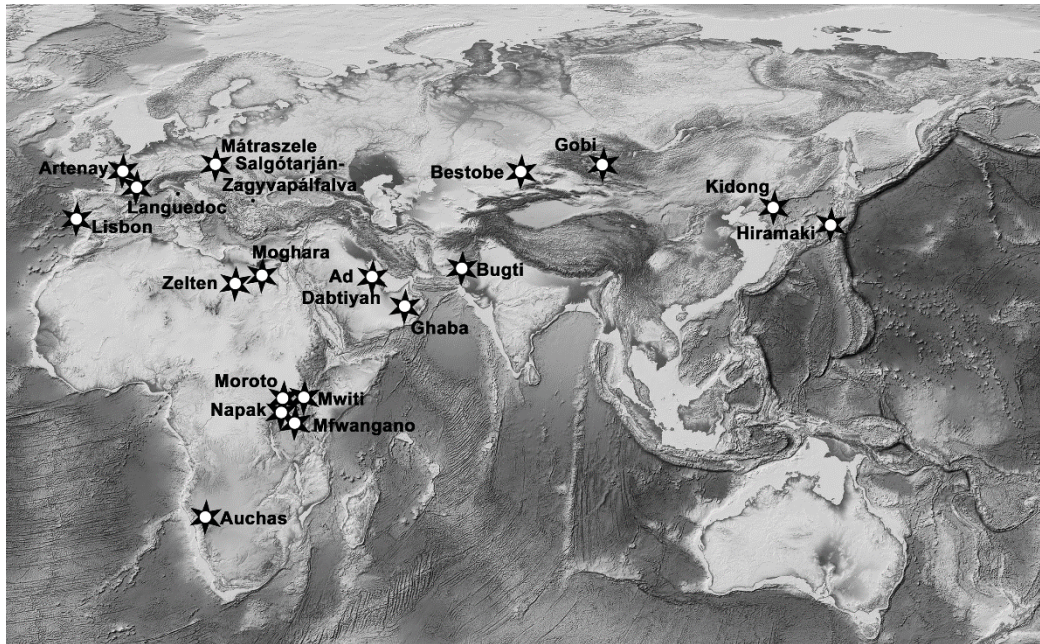 Mátraszele
Salgótarján-
Zagyvapálfalva
Artenay
Languedoc
Lisbon
Bestobe
Gobi
Kidong
Hiramaki
Moghara
Zelten
Ad
Dabtiyah
Bugti
Ghaba
Moroto
Mwiti
Napak
Mfwangano
Auchas